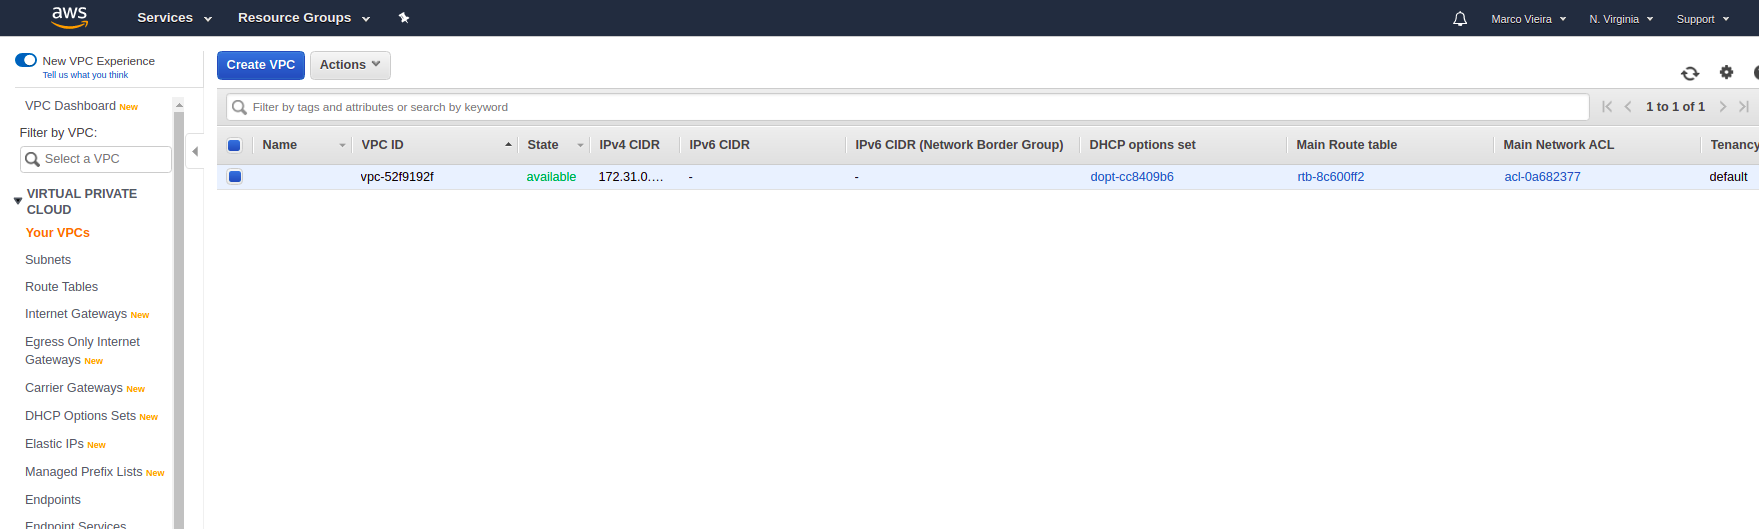 aws Services Resource Groups Marco Vieira N. Virginia Support
New VPC Experience
Tell us what you think
Create VPC Actions
VPC Dashboard New
Filter by VPC:
Select a VPC
VIRTUAL PRIVATE
CLOUD
Your VPCs
Subnets
Route Tables
Internet Gateways New
Egress Only Internet
Gateways New
Carrier Gateways New
DHCP Options Sets New
Elastic IPs New
Managed Prefix Lists New
Endpoints
Endpoint Services
Filter by tags and attributes or search by keyword 1 to 1 of 1
Name VPC ID State IPv4 CIDR IPv6 CIDR IPv6 CIDR (Network Border Group) DHCP options set Main Route table Main Network ACL Tenancy
vpc-52f9192f available 172.31.0.... - - dopt-cc8409b6 rtb-8c600ff2 acl-0a682377 default